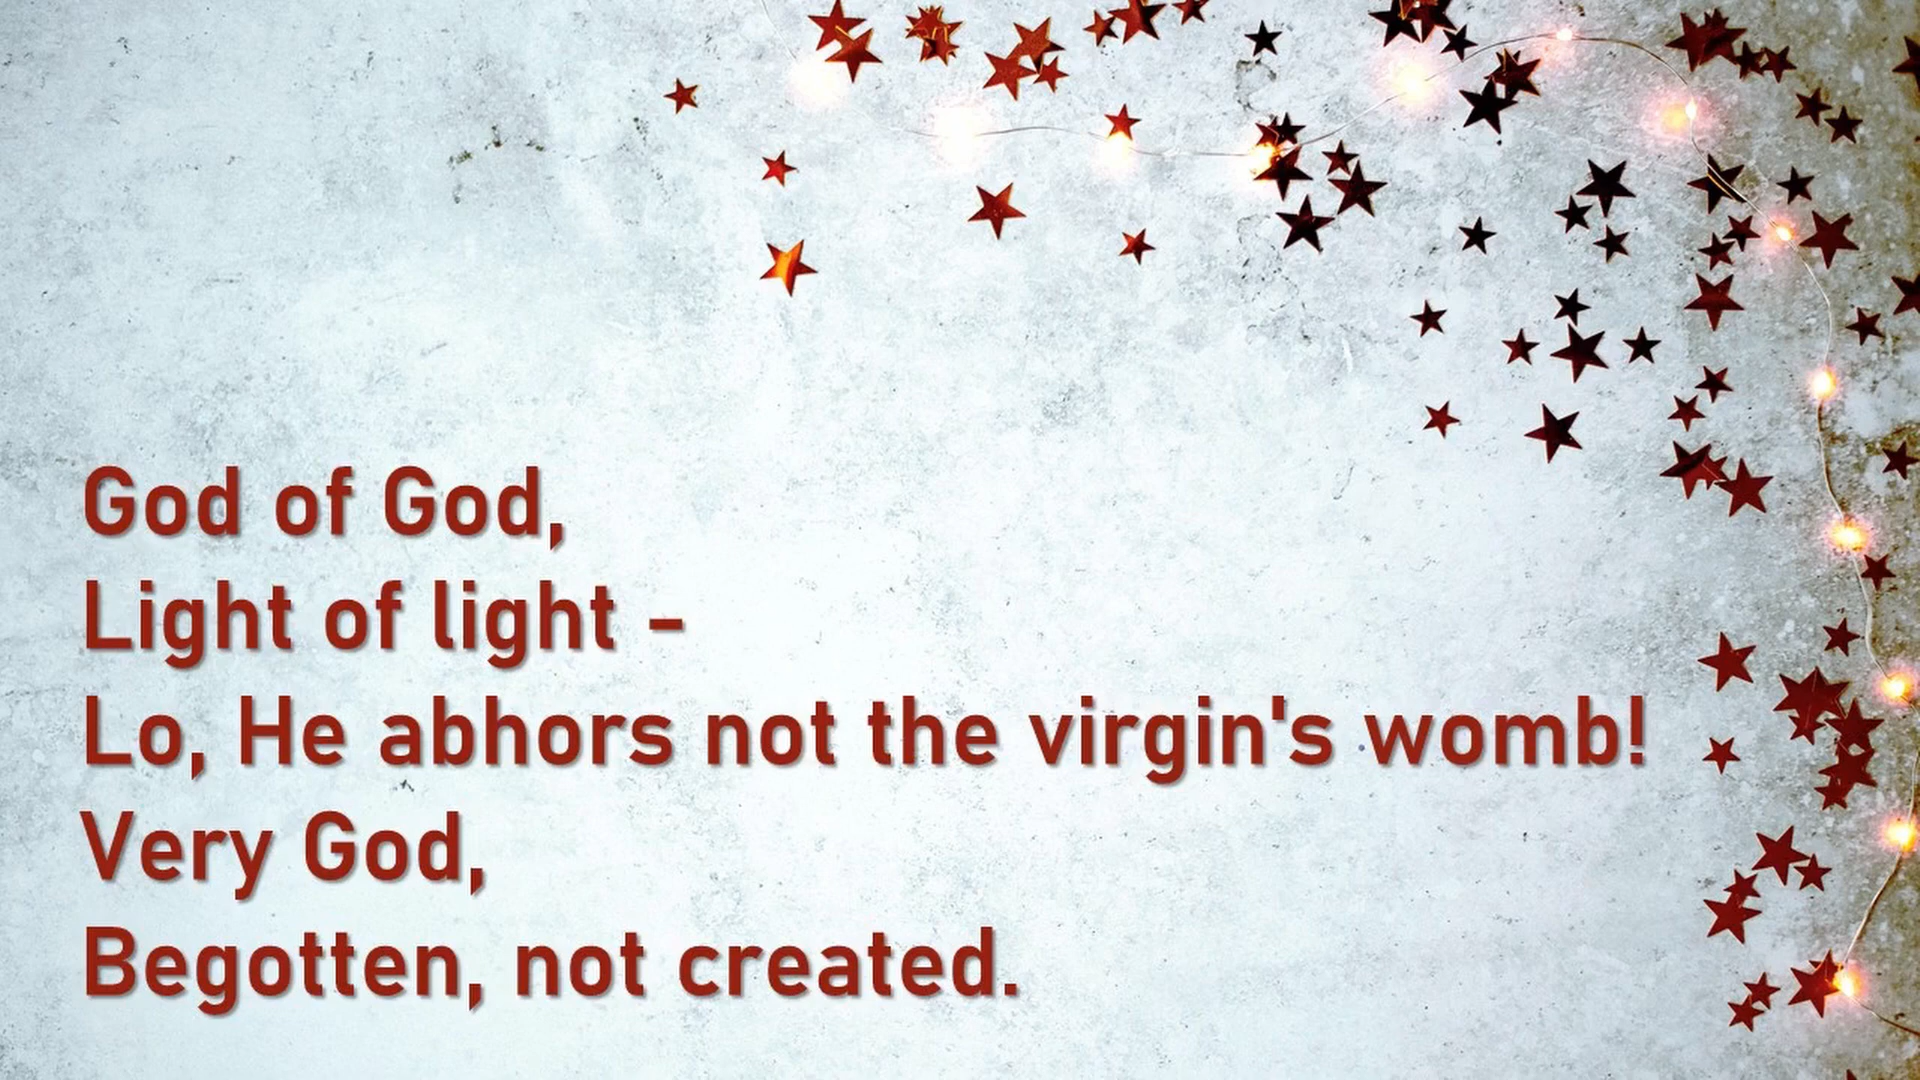 God of God,
Light of light -
Lo, He abhors not the virgin's womb!
Very God,
Begotten, not created.